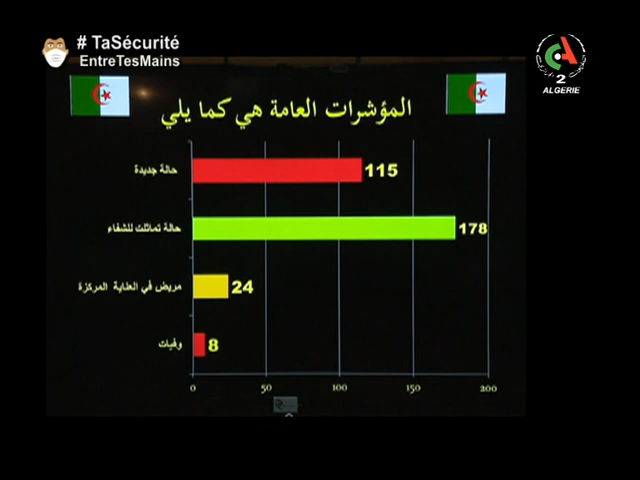 # TaSécurité
EntreTesMains
2
ALGERIE
المؤشرات العامة هي كما يلي
حالة جديدة
115
حالة تماثلت للشفاء
178
مريض في العناية المركزة
24
وفيات
8
0 50 100 150 200